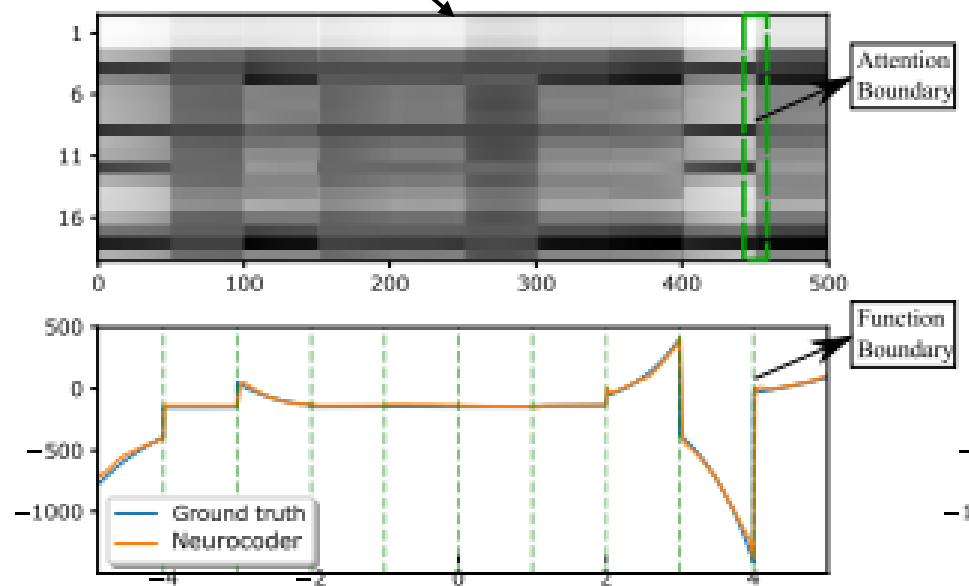 1
6
11
16
0 100 200 300 400 500
Attention
Boundary
500
0
−500
−1000
Ground truth
Neurocoder
−4 −2 0 2 4
Function
Boundary